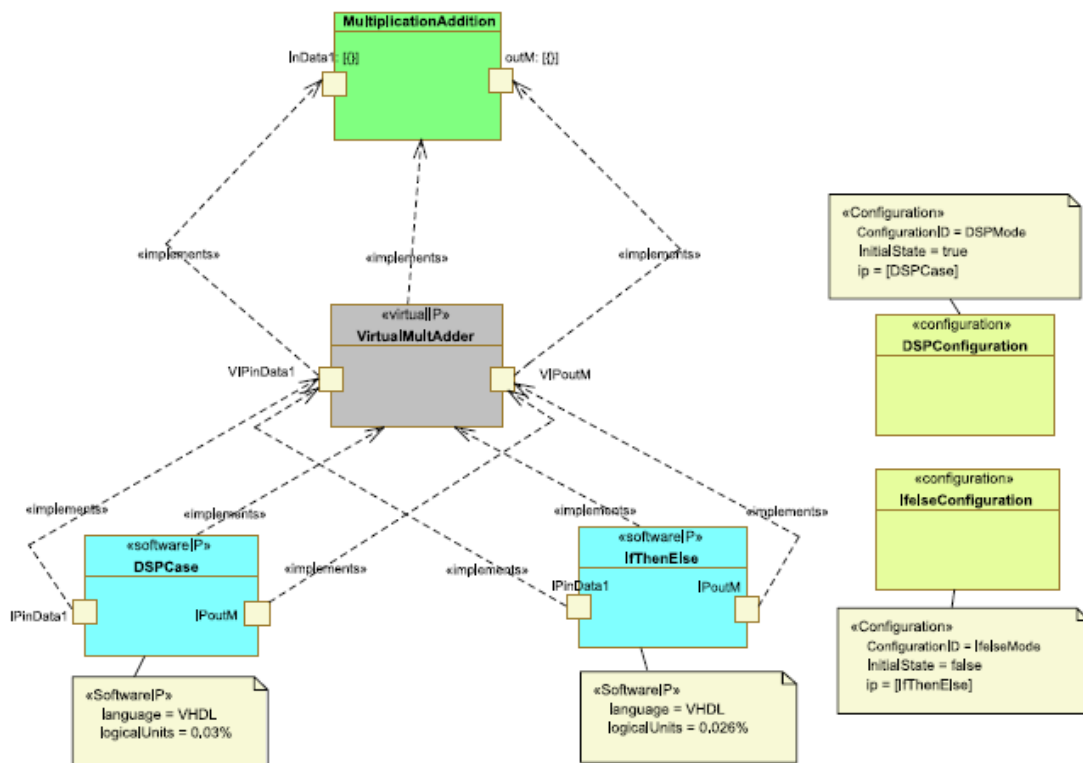 MultiplicationAddition
InData1: [{}]
outM: [{}]
«implements»
«implements»
«implements»
«Configuration»
ConfigurationID = DSPMode
InitialState = true
ip = [DSPCase]
«virtualIP»
VirtualMultAdder
VIPinData1
VIPoutM
«configuration»
DSPConfiguration
«configuration»
IfelseConfiguration
«implements»
«implements»
«implements»
«implements»
«implements»
«implements»
«softwareIP»
DSPCase
IPinData1
IPoutM
«softwareIP»
IfThenElse
IPinData1
IPoutM
«Configuration»
ConfigurationID = IfelseMode
InitialState = false
ip = [IfThenElse]
«SoftwareIP»
language = VHDL
logicalUnits = 0.03%
«SoftwareIP»
language = VHDL
logicalUnits = 0.026%